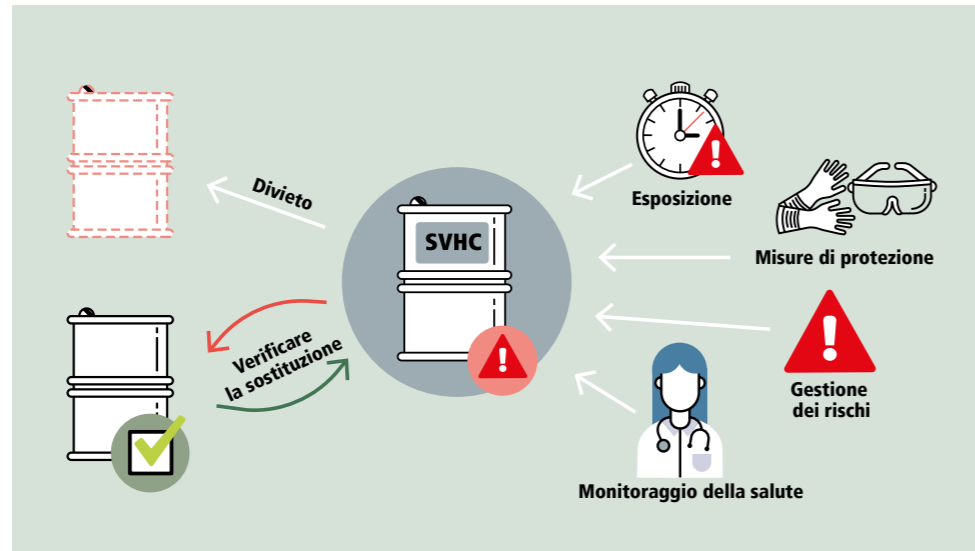 Divieto
SVHC
Esposizione
Misure di protezione
Verificare
la sostituzione
Gestione
dei rischi
Monitoraggio della salute